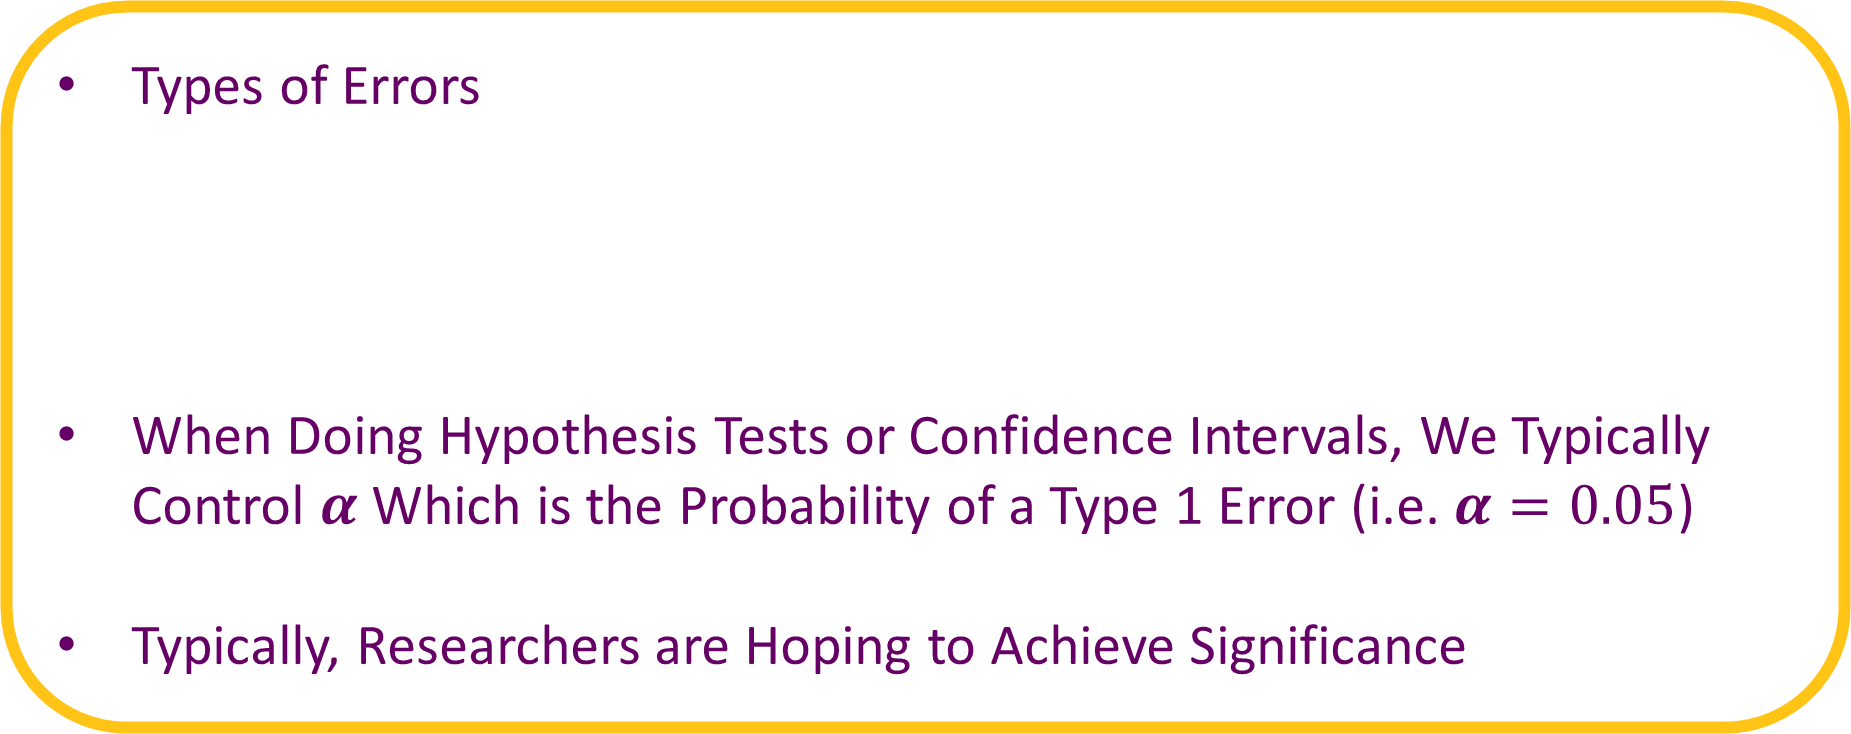 • Types of Errors
• When Doing Hypothesis Tests or Confidence Intervals, We Typically
Control 𝜶 Which is the Probability of a Type 1 Error (i.e. 𝜶 = 0.05)
• Typically, Researchers are Hoping to Achieve Significance